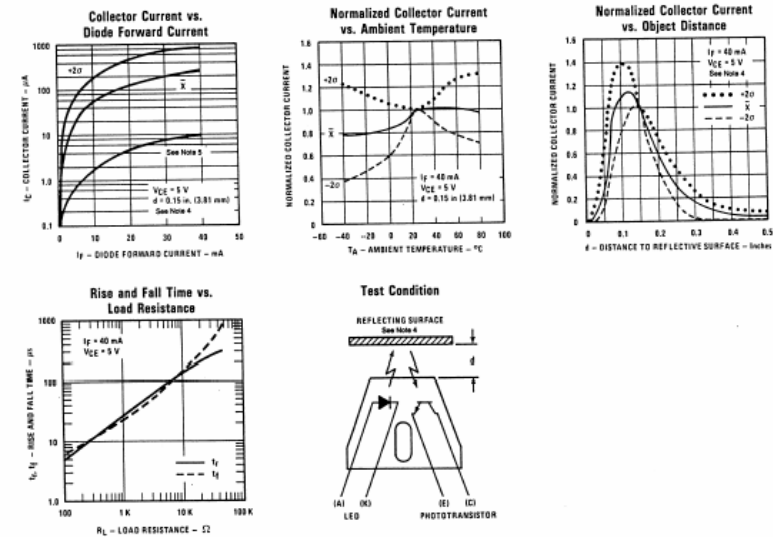 Collector Current vs.
Diode Forward Current
1000
100
10
1.0
0.1
+2σ
X̄
See Note 5
VCE = 5 V
d = 0.15 in. (3.81 mm)
See Note 4
0 10 20 30 40 50
IC – COLLECTOR CURRENT – μA
IF – DIODE FORWARD CURRENT – mA
Normalized Collector Current
vs. Ambient Temperature
1.6
1.4
1.2
1.0
0.8
0.6
0.4
0.2
0
+2σ
X̄
-2σ
IF = 40 mA
VCE = 5 V
d = 0.15 in (3.81 mm)
-60 -40 -20 0 20 40 60 80 100
NORMALIZED COLLECTOR CURRENT
TA – AMBIENT TEMPERATURE – ºC
Normalized Collector Current
vs. Object Distance
1.6
1.4
1.2
1.0
0.8
0.6
0.4
0.2
0
IF = 40 mA
VCE = 5 V
See Note 4
+2σ
X̄
-2σ
0 0.1 0.2 0.3 0.4 0.5
NORMALIZED COLLECTOR CURRENT
d – DISTANCE TO REFLECTIVE SURFACE – Inches
Rise and Fall Time vs.
Load Resistance
1000
100
10
1.0
IF = 40 mA
VCE = 5 V
tr
tf
100 1 K 10 K 100 K
tr, tf – RISE AND FALL TIME – μs
RL – LOAD RESISTANCE – Ω
Test Condition
REFLECTING SURFACE
See Note 4
d
(A) (K) (E) (C)
LED PHOTOTRANSISTOR